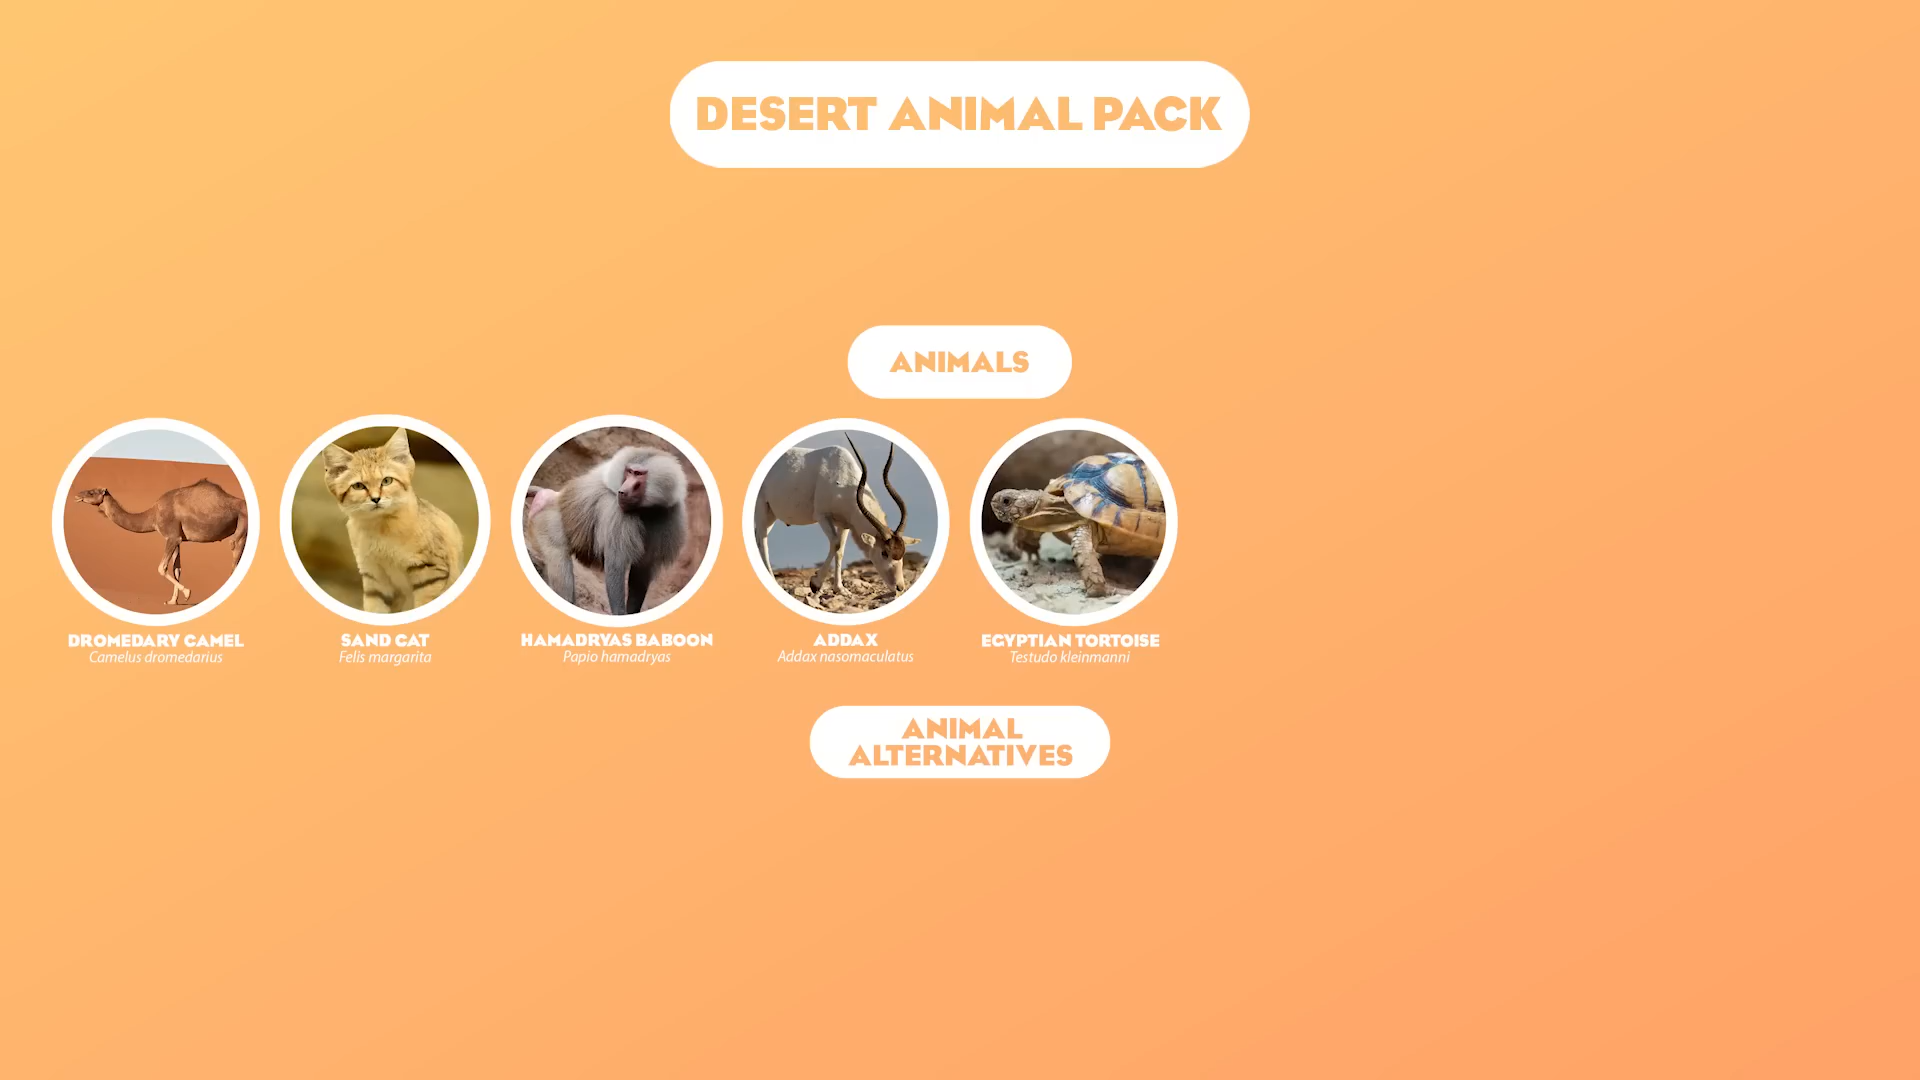 DESERT ANIMAL PACK
ANIMALS
DROMEDARY CAMEL
Camelus dromedarius
SAND CAT
Felis margarita
HAMADRYAS BABOON
Papio hamadryas
ADDAX
Addax nasomaculatus
EGYPTIAN TORTOISE
Testudo kleinmanni
ANIMAL
ALTERNATIVES